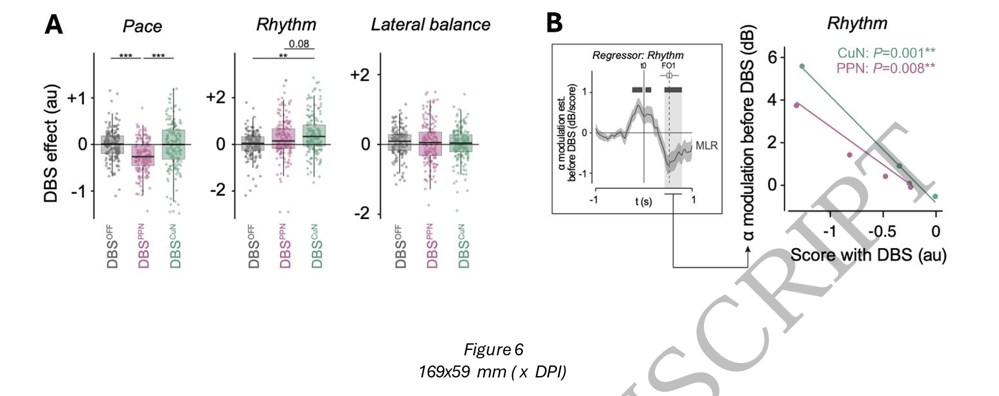 A
Pace
Rhythm
Lateral balance
DBS effect (au)
+1
0
-1
***
***
DBSOFF
DBSPPN
DBSCuN
+2
0
-2
0.08
**
DBSOFF
DBSPPN
DBSCuN
+2
0
-2
DBSOFF
DBSPPN
DBSCuN
B
Regressor: Rhythm
t0
FO1
α modulation est.
before DBS (dB/score)
1
0
-1
MLR
-1
t (s)
1
Rhythm
α modulation before DBS (dB)
CuN: P=0.001**
PPN: P=0.008**
6
4
2
0
-1
-0.5
0
Score with DBS (au)
USCRIPT
Figure 6
169x59 mm ( x DPI)